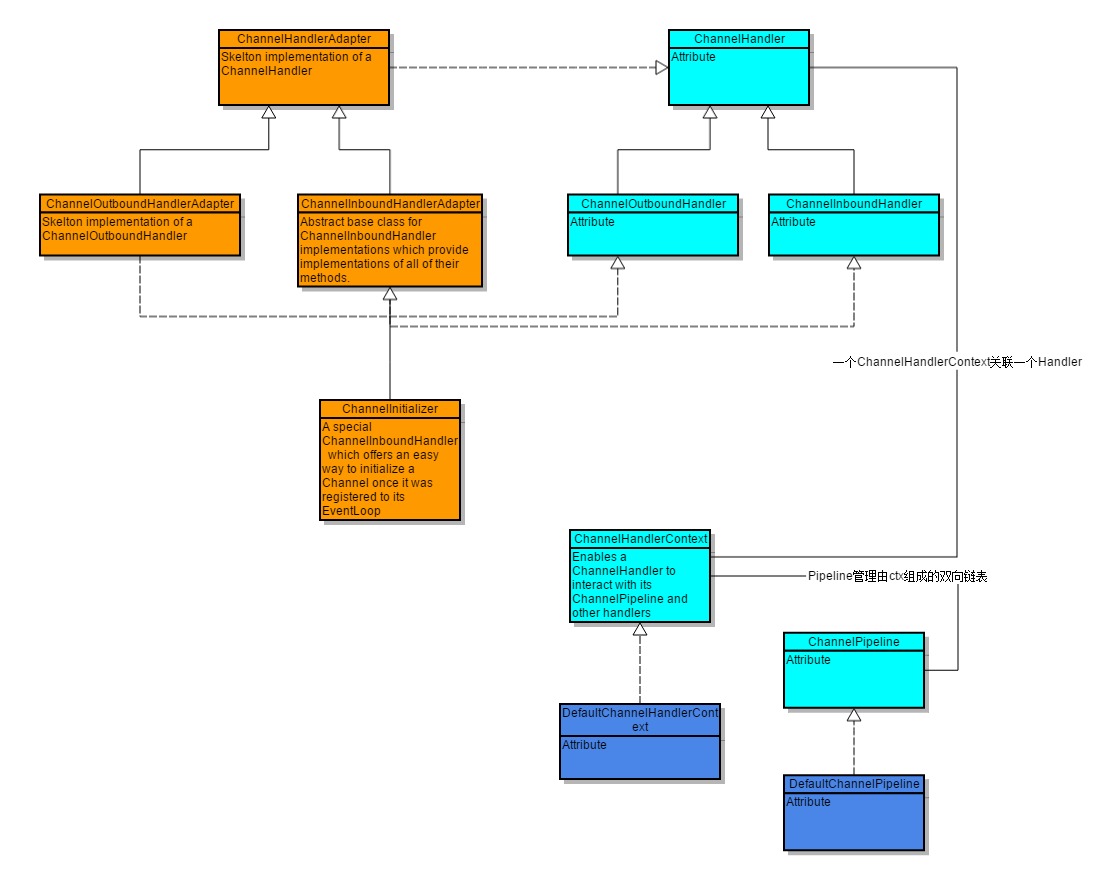 ChannelHandlerAdapter
Skelton implementation of a
ChannelHandler
ChannelHandler
Attribute
ChannelOutboundHandlerAdapter
Skelton implementation of a
ChannelOutboundHandler
ChannelInboundHandlerAdapter
Abstract base class for
ChannelInboundHandler
implementations which provide
implementations of all of their
methods.
ChannelOutboundHandler
Attribute
ChannelInboundHandler
Attribute
一个ChannelHandlerContext关联一个Handler
ChannelInitializer
A special
ChannelInboundHandler
which offers an easy
way to initialize a
Channel once it was
registered to its
EventLoop
ChannelHandlerContext
Enables a
ChannelHandler to
interact with its
ChannelPipeline and
other handlers
Pipeline管理由ctx组成的双向链表
ChannelPipeline
Attribute
DefaultChannelHandlerCont
ext
Attribute
DefaultChannelPipeline
Attribute